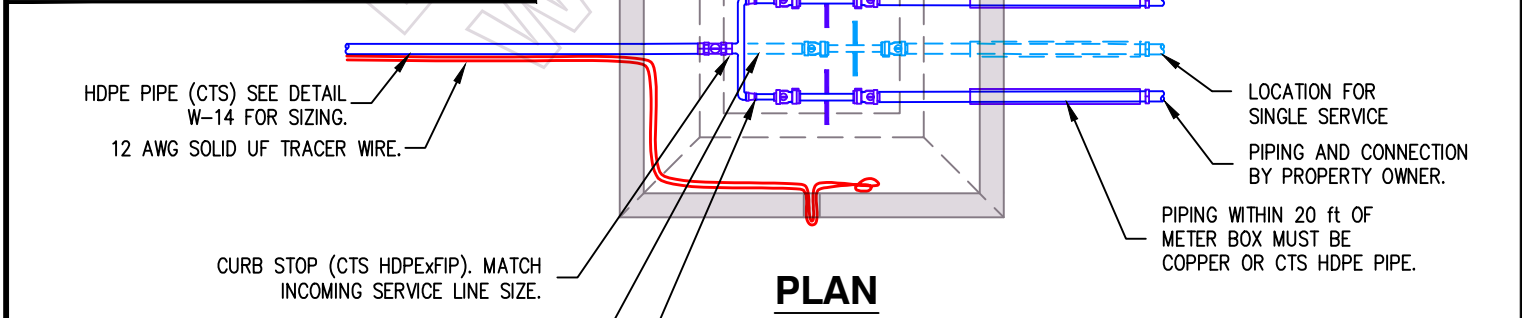 HDPE PIPE (CTS) SEE DETAIL
W-14 FOR SIZING.
12 AWG SOLID UF TRACER WIRE.
CURB STOP (CTS HDPExFIP). MATCH
INCOMING SERVICE LINE SIZE.
LOCATION FOR
SINGLE SERVICE
PIPING AND CONNECTION
BY PROPERTY OWNER.
PIPING WITHIN 20 ft OF
METER BOX MUST BE
COPPER OR CTS HDPE PIPE.
PLAN